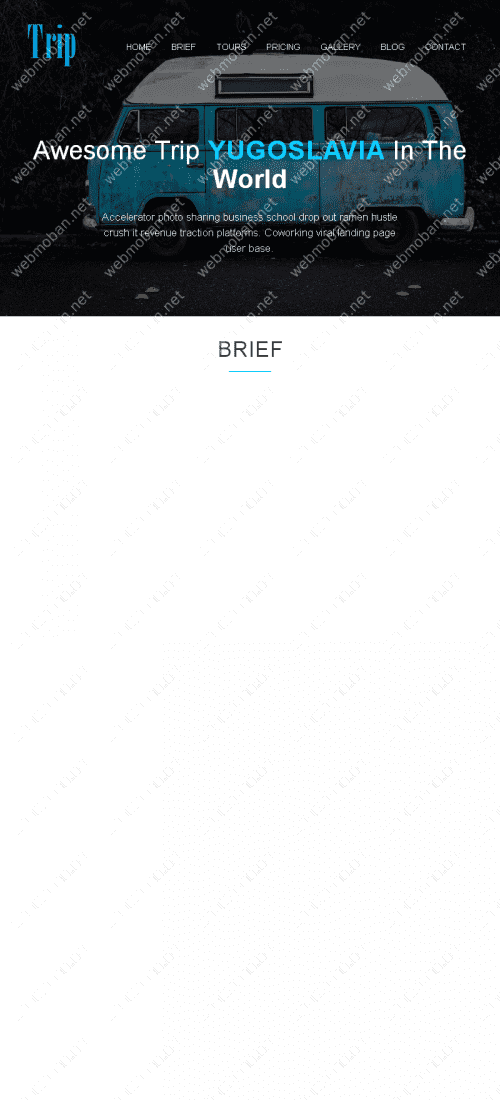 Trip
HOME BRIEF TOURS PRICING GALLERY BLOG CONTACT
Awesome Trip YUGOSLAVIA In The
World
Accelerator photo sharing business school drop out ramen hustle
crush it revenue traction platforms. Coworking viral landing page
user base.
BRIEF
webmoban.net